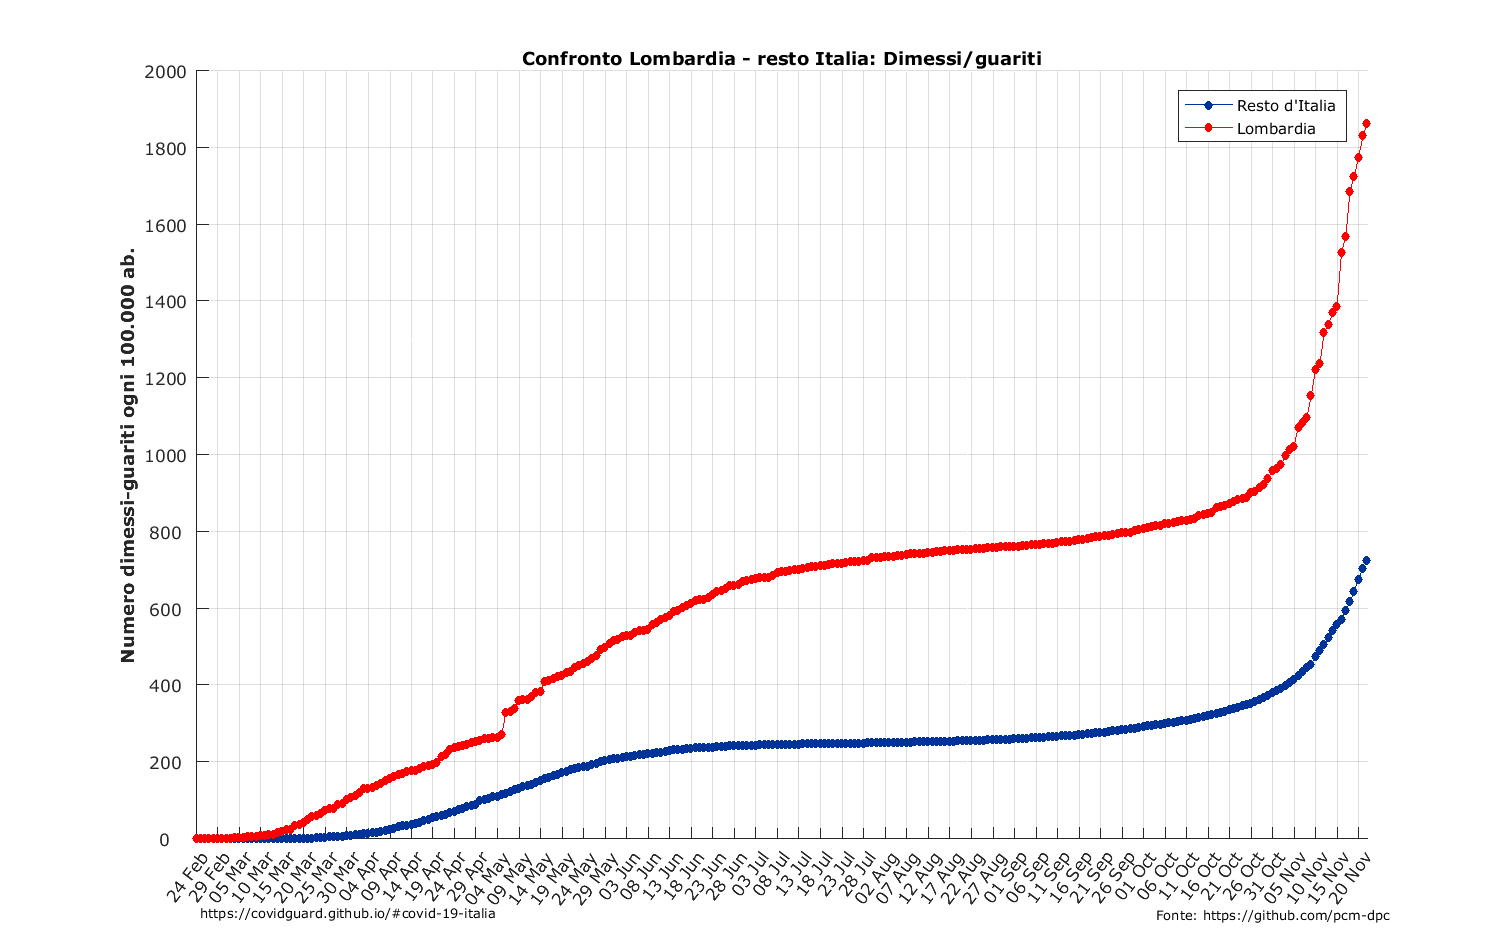 Confronto Lombardia - resto Italia: Dimessi/guariti
Resto d'Italia
Lombardia
Numero dimessi-guariti ogni 100.000 ab.
2000
1800
1600
1400
1200
1000
800
600
400
200
0
24 Feb
29 Feb
05 Mar
10 Mar
15 Mar
20 Mar
25 Mar
30 Mar
04 Apr
09 Apr
14 Apr
19 Apr
24 Apr
29 Apr
04 May
09 May
14 May
19 May
24 May
29 May
03 Jun
08 Jun
13 Jun
18 Jun
23 Jun
28 Jun
03 Jul
08 Jul
13 Jul
18 Jul
23 Jul
28 Jul
02 Aug
07 Aug
12 Aug
17 Aug
22 Aug
27 Aug
01 Sep
06 Sep
11 Sep
16 Sep
21 Sep
26 Sep
01 Oct
06 Oct
11 Oct
16 Oct
21 Oct
26 Oct
31 Oct
05 Nov
10 Nov
15 Nov
20 Nov
https://covidguard.github.io/#covid-19-italia
Fonte: https://github.com/pcm-dpc